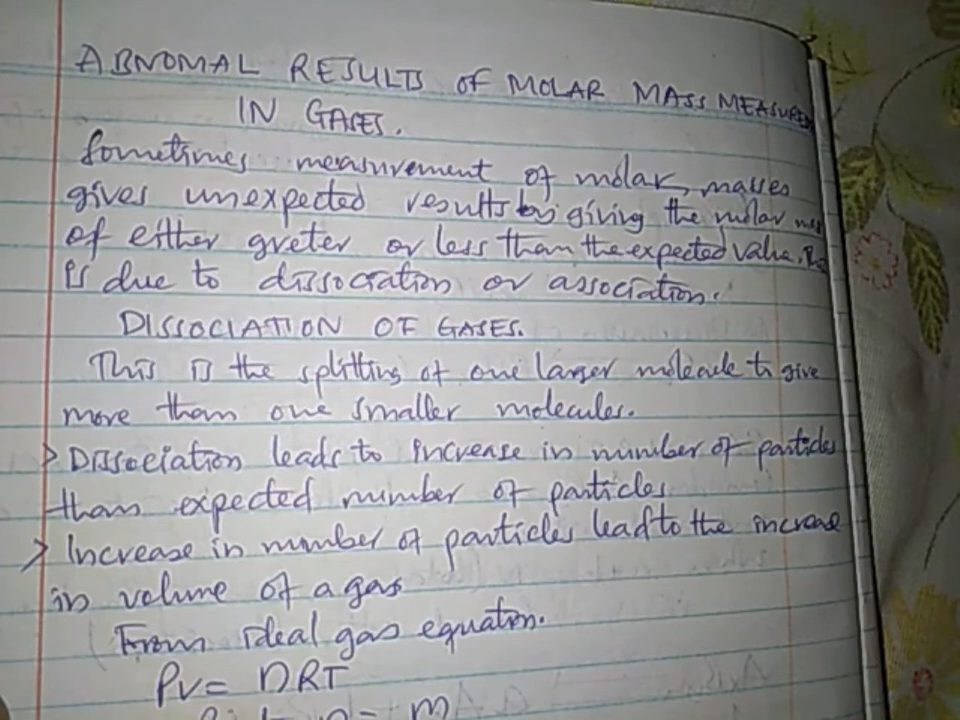 ABNOMAL RESULTS OF MOLAR MASS MEASURED
IN GASES.
Sometimes measurement of molar masses
gives unexpected results by giving the molar
of either greter or less than the expected value.
is due to dissociation or association.
DISSOCIATION OF GASES.
This is the splitting of one larger molecule to give
more than one smaller molecules.
> Dissociation leads to increase in number of particles
than expected number of particles
> Increase in number of particles lead to the increase
in volume of a gas
From ideal gas equation.
PV = nRT
n = m